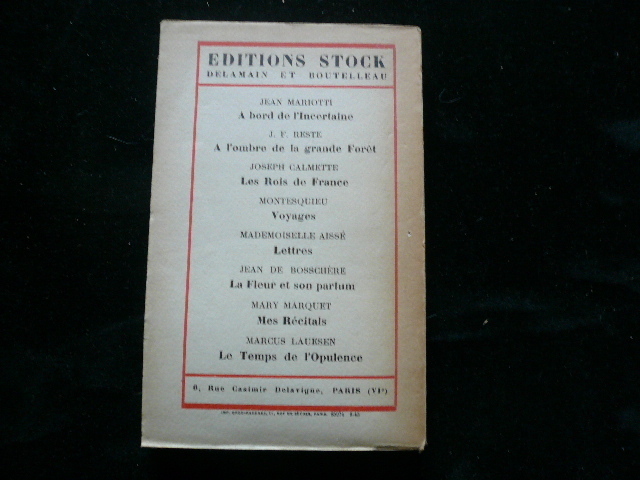 EDITIONS STOCK
DELAMAIN ET BOUTELLEAU
JEAN MARIOTTI
A bord de l'Incertaine
J. F. RESTE
A l'ombre de la grande Forêt
JOSEPH CALMETTE
Les Rois de France
MONTESQUIEU
Voyages
MADEMOISELLE AISSÉ
Lettres
JEAN DE BOSSCHÈRE
La Fleur et son parfum
MARY MARQUET
Mes Récitals
MARCUS LAUESEN
Le Temps de l'Opulence
6, Rue Casimir Delavigne, PARIS (VIe)